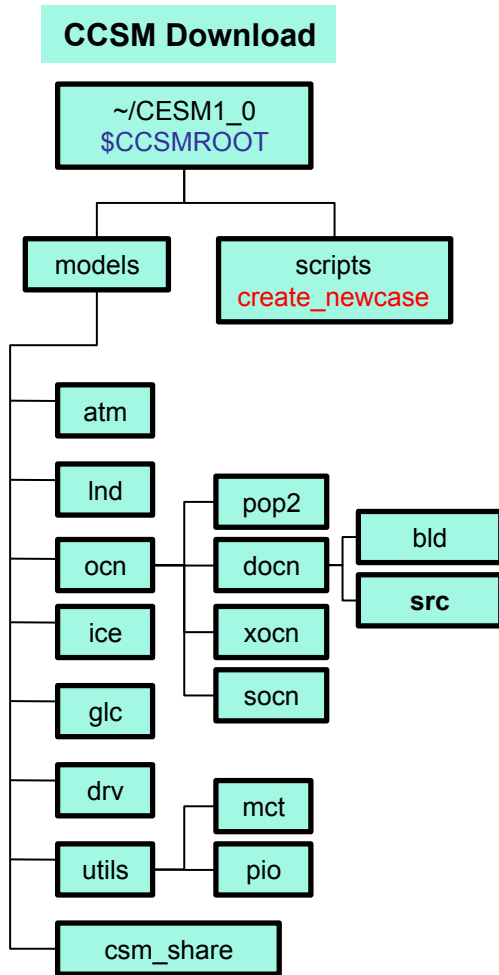 CCSM Download
~/CESM1_0
$CCSMROOT
models
scripts
create_newcase
atm
lnd
pop2
bld
ocn
docn
src
ice
xocn
glc
socn
drv
mct
utils
pio
csm_share